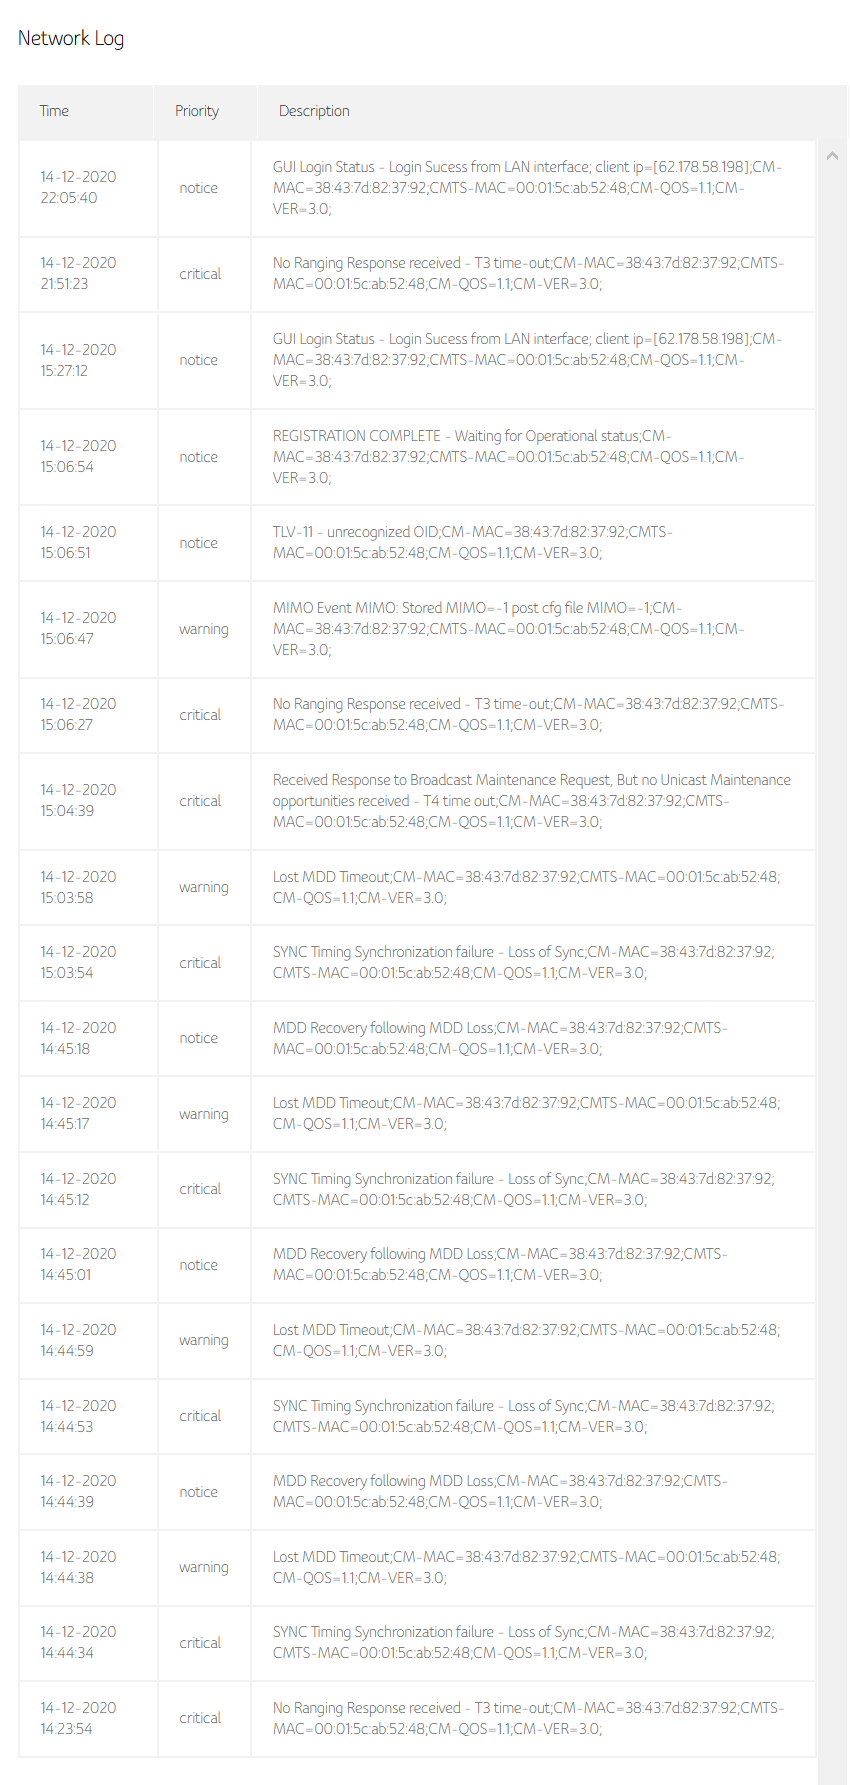 Network Log
Time Priority Description
14-12-2020
22:05:40
notice
GUI Login Status - Login Sucess from LAN interface; client ip=[62.178.58.198];CM-
MAC=38:43:7d:82:37:92;CMTS-MAC=00:01:5c:ab:52:48;CM-QOS=1.1;CM-
VER=3.0;
14-12-2020
21:51:23
critical
No Ranging Response received - T3 time-out;CM-MAC=38:43:7d:82:37:92;CMTS-
MAC=00:01:5c:ab:52:48;CM-QOS=1.1;CM-VER=3.0;
14-12-2020
15:27:12
notice
GUI Login Status - Login Sucess from LAN interface; client ip=[62.178.58.198];CM-
MAC=38:43:7d:82:37:92;CMTS-MAC=00:01:5c:ab:52:48;CM-QOS=1.1;CM-
VER=3.0;
14-12-2020
15:06:54
notice
REGISTRATION COMPLETE - Waiting for Operational status;CM-
MAC=38:43:7d:82:37:92;CMTS-MAC=00:01:5c:ab:52:48;CM-QOS=1.1;CM-
VER=3.0;
14-12-2020
15:06:51
notice
TLV-11 - unrecognized OID;CM-MAC=38:43:7d:82:37:92;CMTS-
MAC=00:01:5c:ab:52:48;CM-QOS=1.1;CM-VER=3.0;
14-12-2020
15:06:47
warning
MIMO Event MIMO: Stored MIMO=-1 post cfg file MIMO=-1;CM-
MAC=38:43:7d:82:37:92;CMTS-MAC=00:01:5c:ab:52:48;CM-QOS=1.1;CM-
VER=3.0;
14-12-2020
15:06:27
critical
No Ranging Response received - T3 time-out;CM-MAC=38:43:7d:82:37:92;CMTS-
MAC=00:01:5c:ab:52:48;CM-QOS=1.1;CM-VER=3.0;
14-12-2020
15:04:39
critical
Received Response to Broadcast Maintenance Request, But no Unicast Maintenance
opportunities received - T4 time out;CM-MAC=38:43:7d:82:37:92;CMTS-
MAC=00:01:5c:ab:52:48;CM-QOS=1.1;CM-VER=3.0;
14-12-2020
15:03:58
warning
Lost MDD Timeout;CM-MAC=38:43:7d:82:37:92;CMTS-MAC=00:01:5c:ab:52:48;
CM-QOS=1.1;CM-VER=3.0;
14-12-2020
15:03:54
critical
SYNC Timing Synchronization failure - Loss of Sync;CM-MAC=38:43:7d:82:37:92;
CMTS-MAC=00:01:5c:ab:52:48;CM-QOS=1.1;CM-VER=3.0;
14-12-2020
14:45:18
notice
MDD Recovery following MDD Loss;CM-MAC=38:43:7d:82:37:92;CMTS-
MAC=00:01:5c:ab:52:48;CM-QOS=1.1;CM-VER=3.0;
14-12-2020
14:45:17
warning
Lost MDD Timeout;CM-MAC=38:43:7d:82:37:92;CMTS-MAC=00:01:5c:ab:52:48;
CM-QOS=1.1;CM-VER=3.0;
14-12-2020
14:45:12
critical
SYNC Timing Synchronization failure - Loss of Sync;CM-MAC=38:43:7d:82:37:92;
CMTS-MAC=00:01:5c:ab:52:48;CM-QOS=1.1;CM-VER=3.0;
14-12-2020
14:45:01
notice
MDD Recovery following MDD Loss;CM-MAC=38:43:7d:82:37:92;CMTS-
MAC=00:01:5c:ab:52:48;CM-QOS=1.1;CM-VER=3.0;
14-12-2020
14:44:59
warning
Lost MDD Timeout;CM-MAC=38:43:7d:82:37:92;CMTS-MAC=00:01:5c:ab:52:48;
CM-QOS=1.1;CM-VER=3.0;
14-12-2020
14:44:53
critical
SYNC Timing Synchronization failure - Loss of Sync;CM-MAC=38:43:7d:82:37:92;
CMTS-MAC=00:01:5c:ab:52:48;CM-QOS=1.1;CM-VER=3.0;
14-12-2020
14:44:39
notice
MDD Recovery following MDD Loss;CM-MAC=38:43:7d:82:37:92;CMTS-
MAC=00:01:5c:ab:52:48;CM-QOS=1.1;CM-VER=3.0;
14-12-2020
14:44:38
warning
Lost MDD Timeout;CM-MAC=38:43:7d:82:37:92;CMTS-MAC=00:01:5c:ab:52:48;
CM-QOS=1.1;CM-VER=3.0;
14-12-2020
14:44:34
critical
SYNC Timing Synchronization failure - Loss of Sync;CM-MAC=38:43:7d:82:37:92;
CMTS-MAC=00:01:5c:ab:52:48;CM-QOS=1.1;CM-VER=3.0;
14-12-2020
14:23:54
critical
No Ranging Response received - T3 time-out;CM-MAC=38:43:7d:82:37:92;CMTS-
MAC=00:01:5c:ab:52:48;CM-QOS=1.1;CM-VER=3.0;